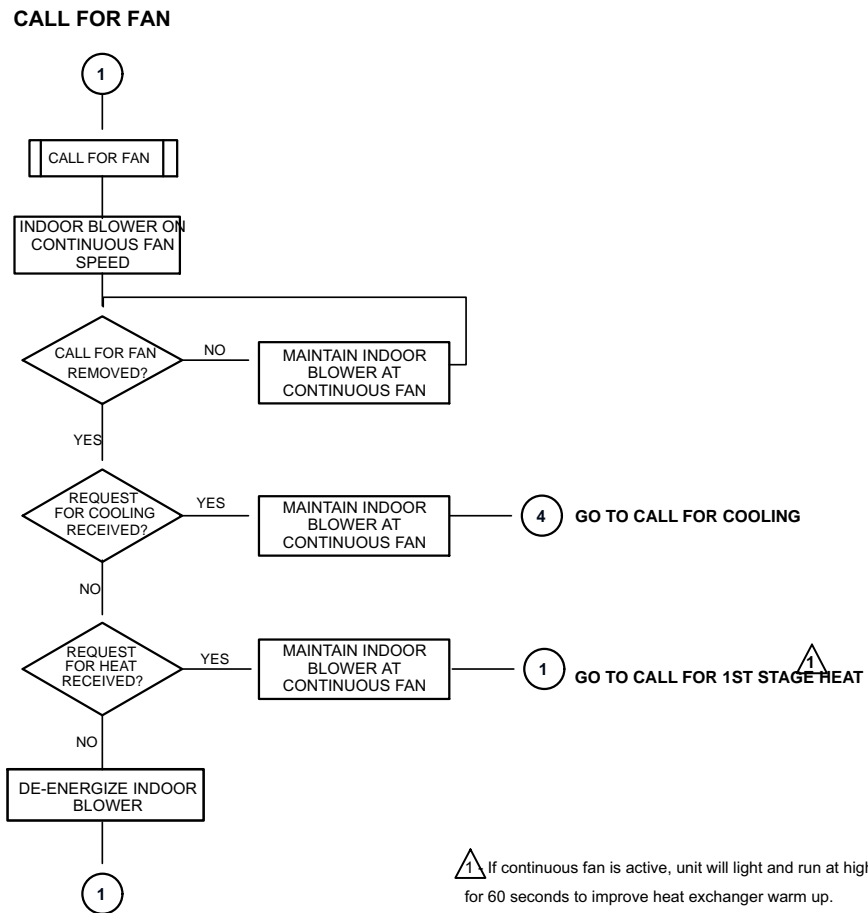 CALL FOR FAN
1
CALL FOR FAN
INDOOR BLOWER ON
CONTINUOUS FAN
SPEED
CALL FOR FAN
REMOVED?
NO
MAINTAIN INDOOR
BLOWER AT
CONTINUOUS FAN
YES
REQUEST
FOR COOLING
RECEIVED?
YES
MAINTAIN INDOOR
BLOWER AT
CONTINUOUS FAN
4
GO TO CALL FOR COOLING
NO
REQUEST
FOR HEAT
RECEIVED?
YES
MAINTAIN INDOOR
BLOWER AT
CONTINUOUS FAN
1
GO TO CALL FOR 1ST STAGE HEAT
1
NO
DE-ENERGIZE INDOOR
BLOWER
1
1 - If continuous fan is active, unit will light and run at high
for 60 seconds to improve heat exchanger warm up.